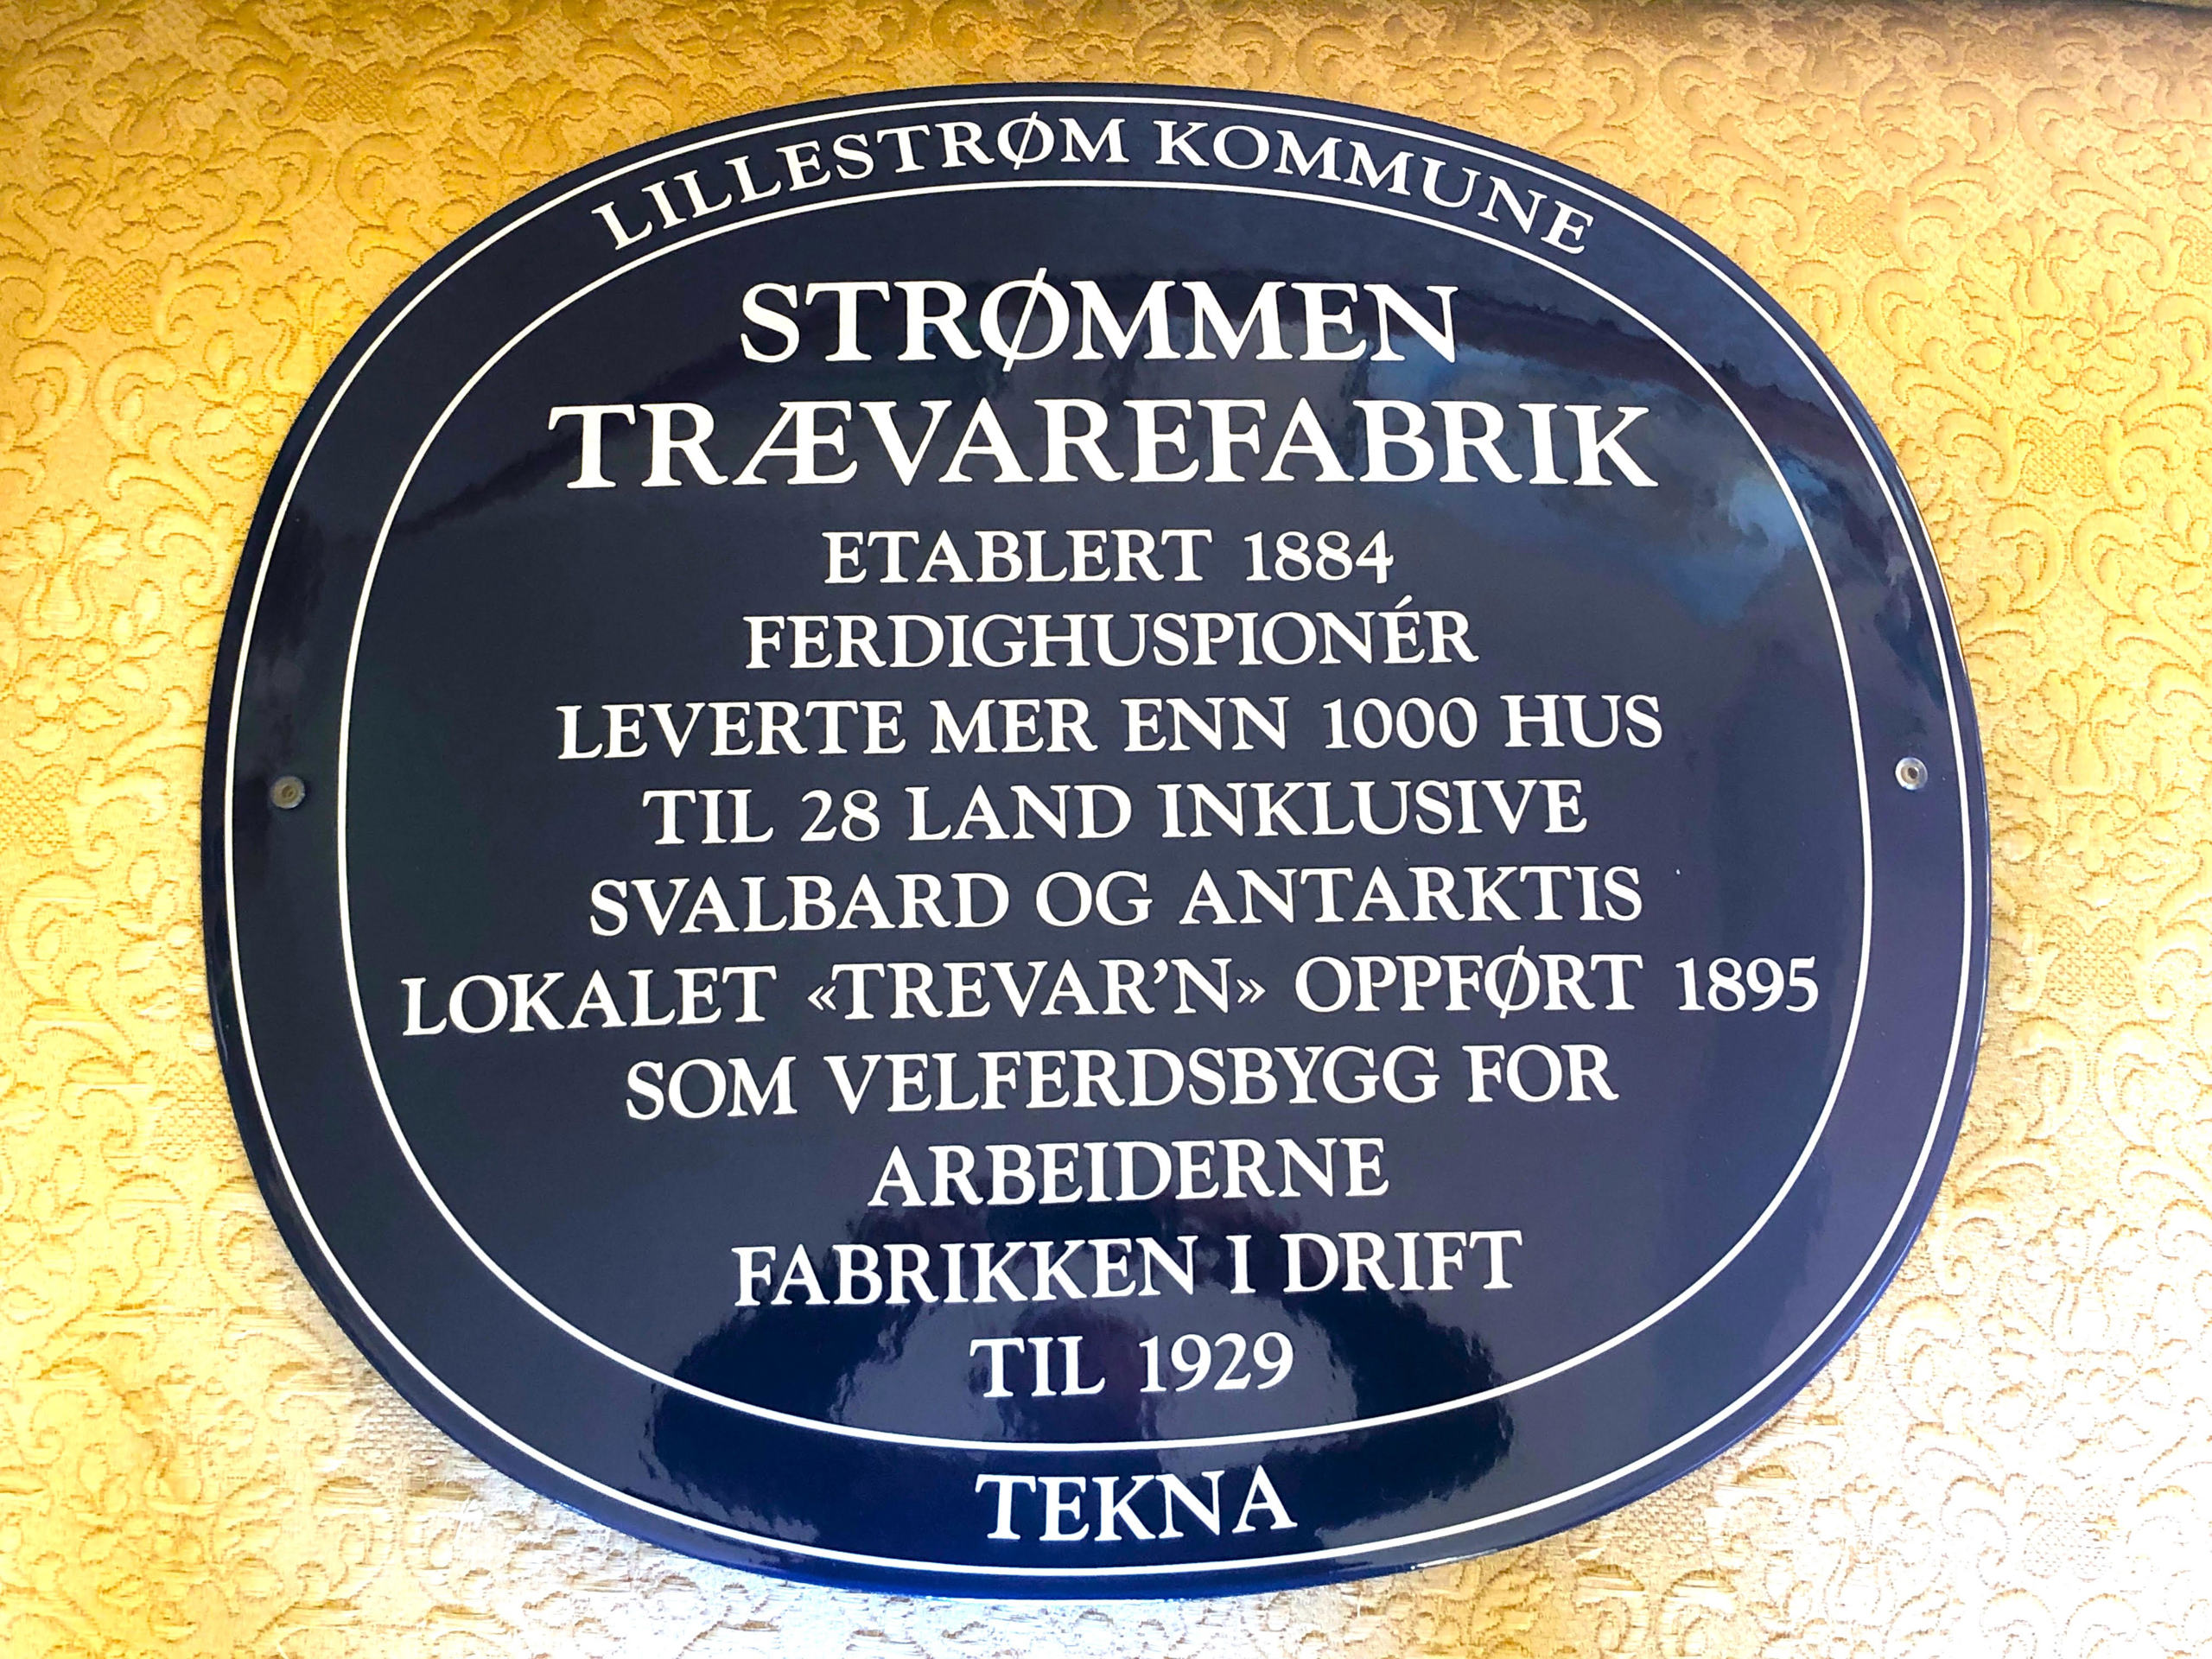 LILLESTRØM KOMMUNE
STRØMMEN
TRÆVAREFABRIK
ETABLERT 1884
FERDIGHUSPIONÉR
LEVERTE MER ENN 1000 HUS
TIL 28 LAND INKLUSIVE
SVALBARD OG ANTARKTIS
LOKALET «TREVAR’N» OPPFØRT 1895
SOM VELFERDSBYGG FOR
ARBEIDERNE
FABRIKKEN I DRIFT
TIL 1929
TEKNA